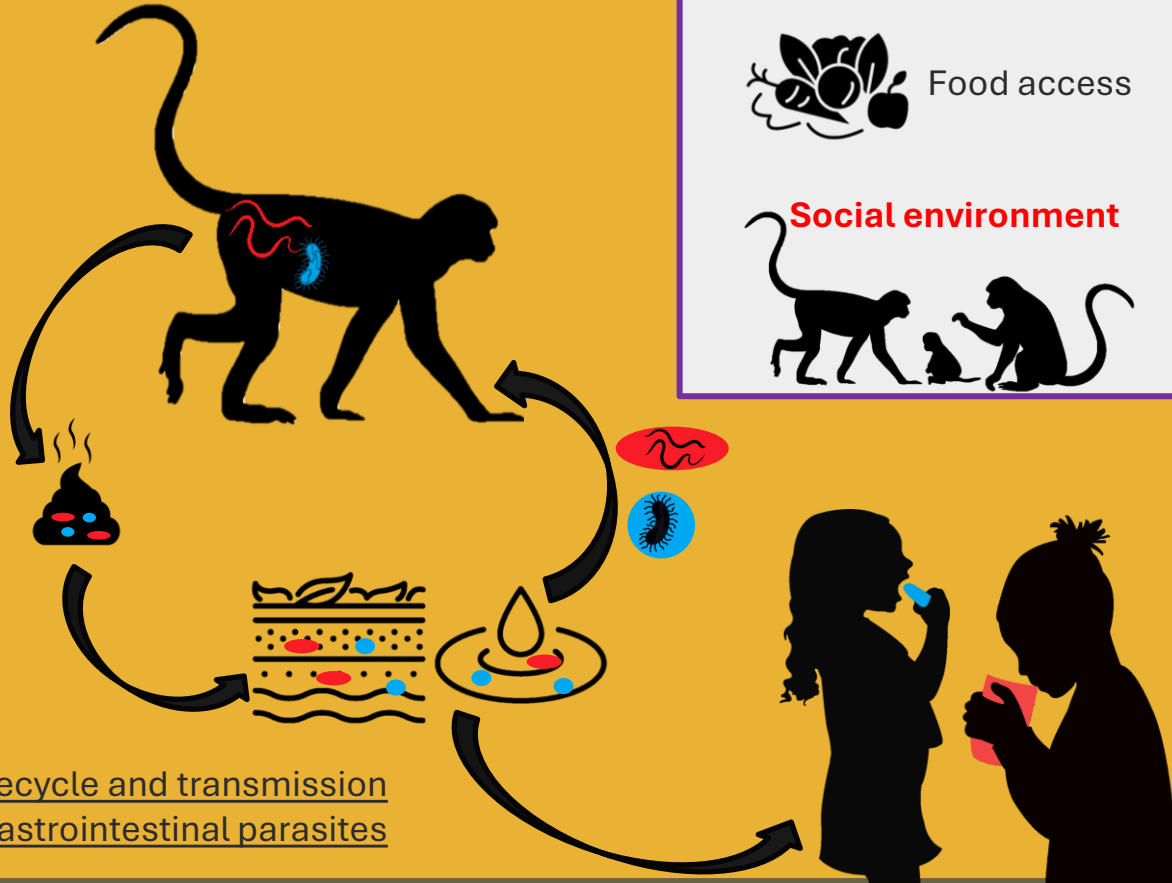 Food access
Social environment
ecycle and transmission
astrointestinal parasites